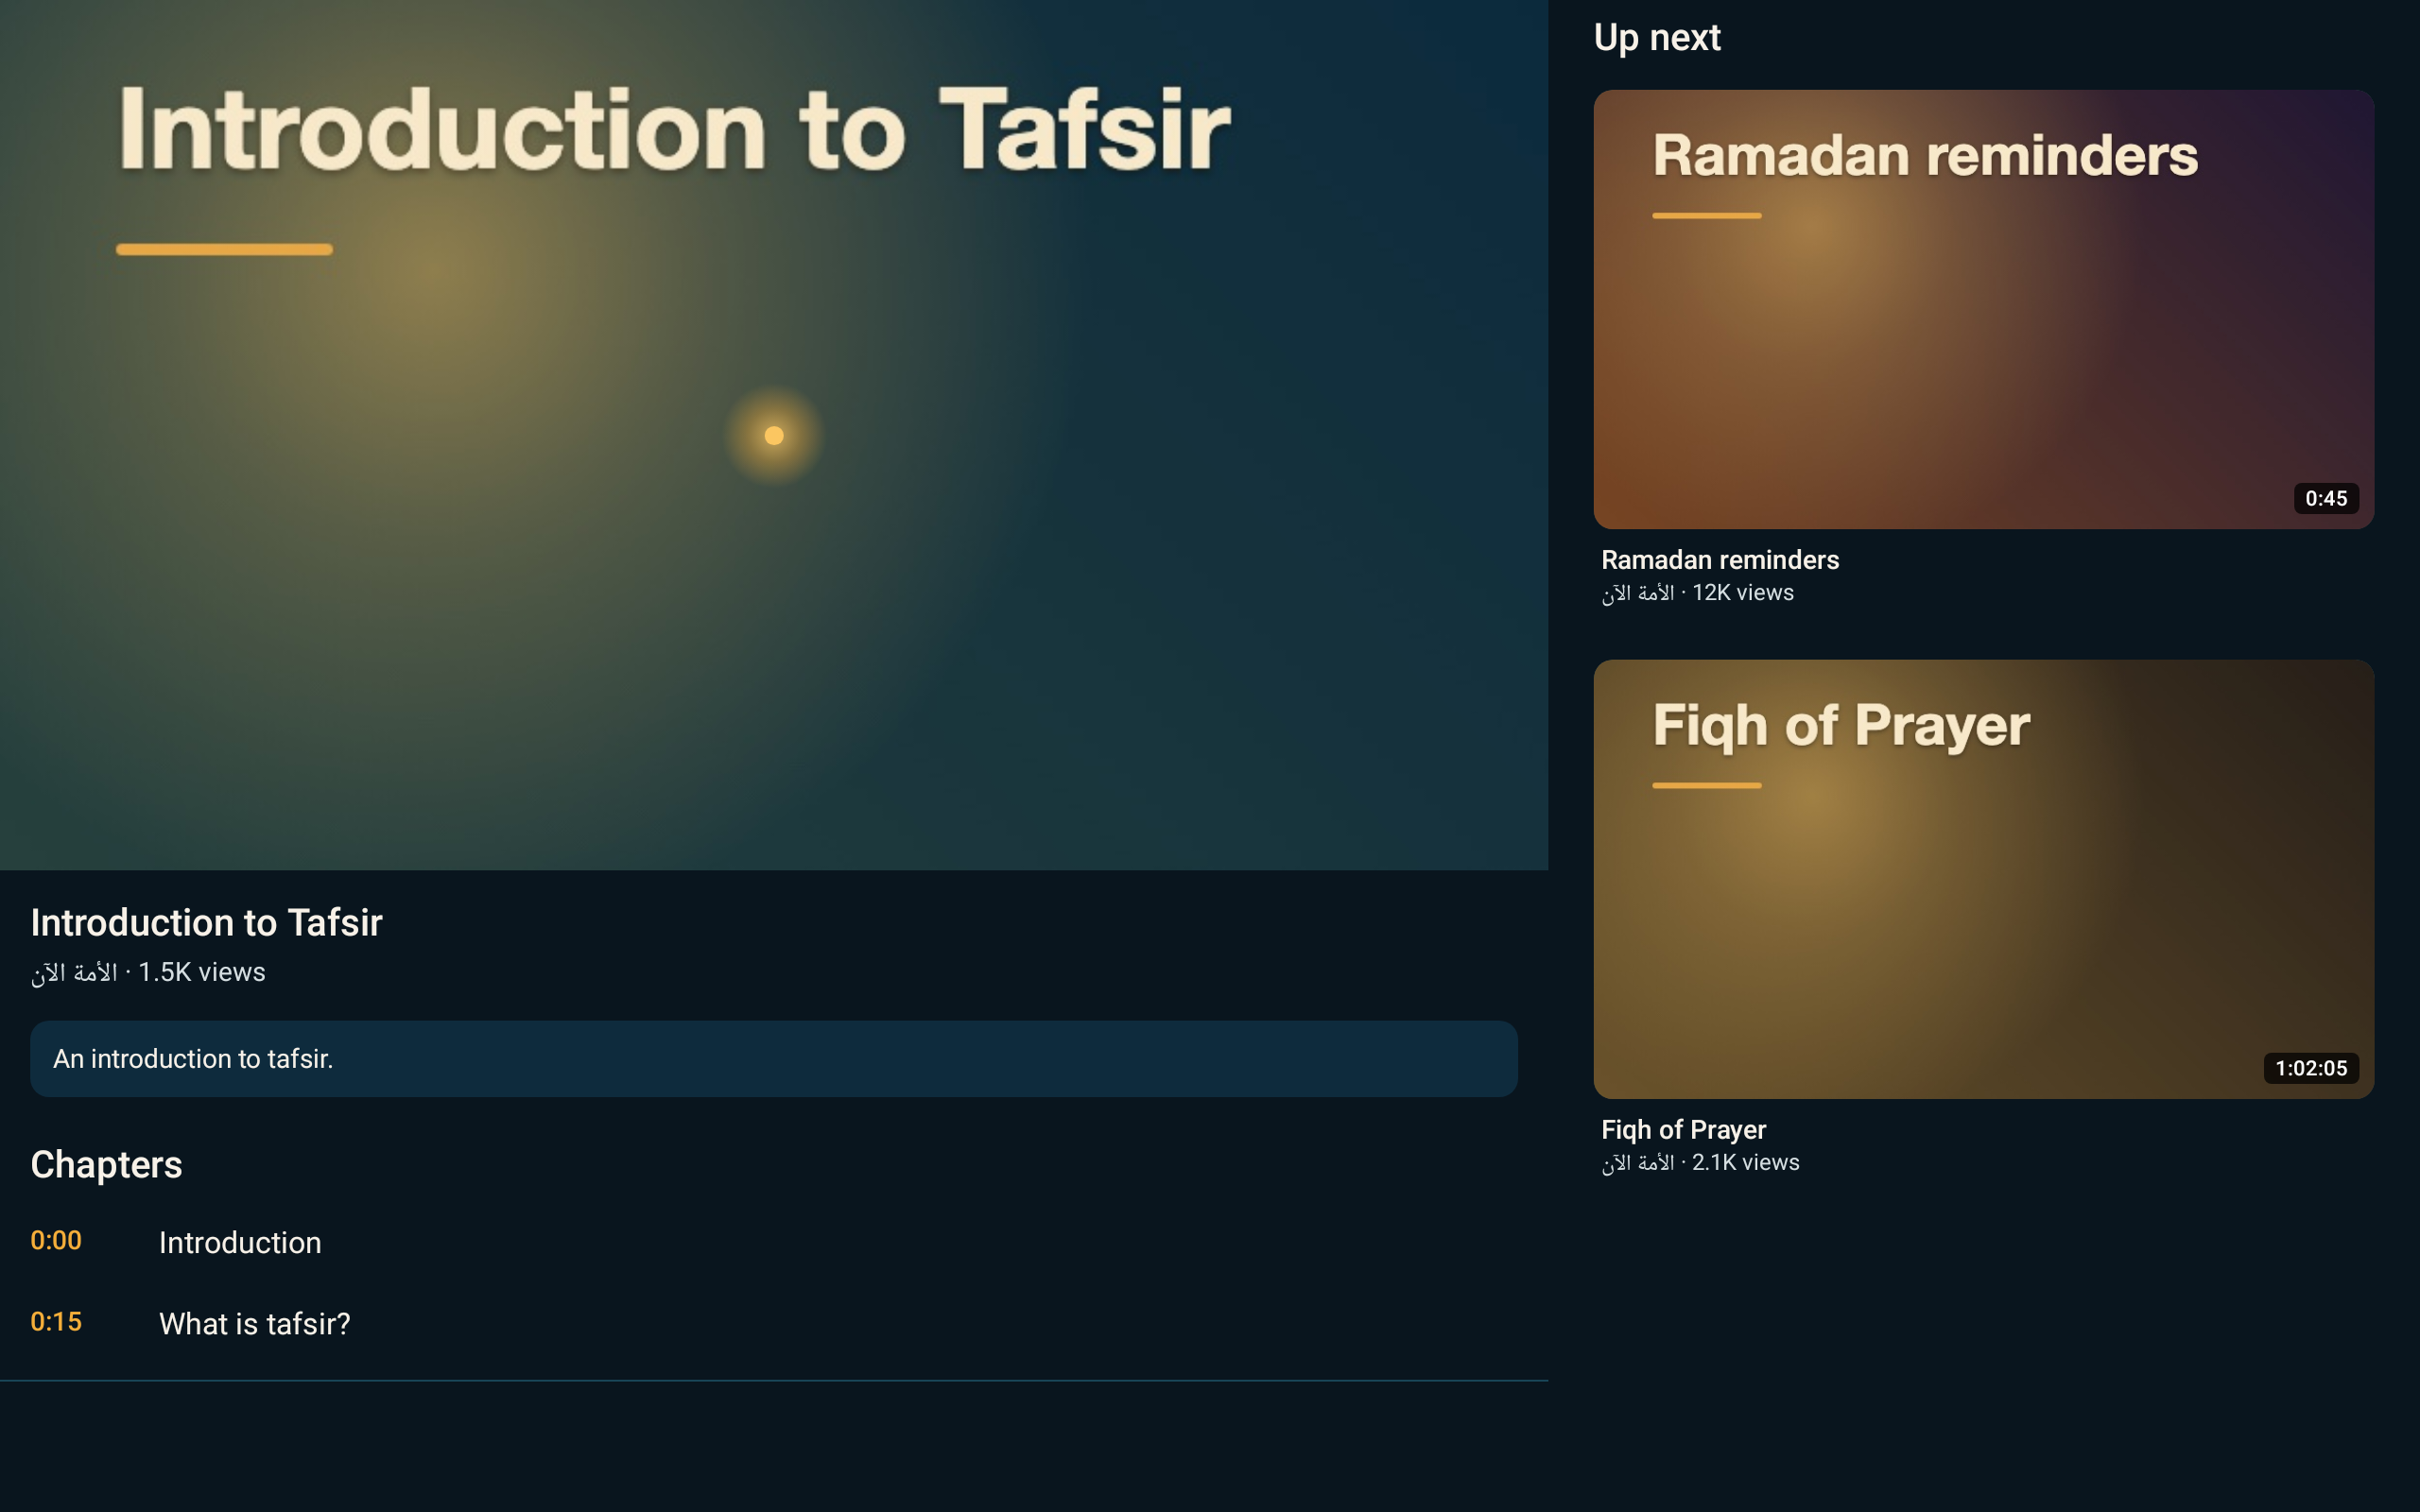 Introduction to Tafsir
Introduction to Tafsir
الأمة الآن · 1.5K views
An introduction to tafsir.
Chapters
0:00 Introduction
0:15 What is tafsir?
Up next
Ramadan reminders
0:45
Ramadan reminders
الأمة الآن · 12K views
Fiqh of Prayer
1:02:05
Fiqh of Prayer
الأمة الآن · 2.1K views